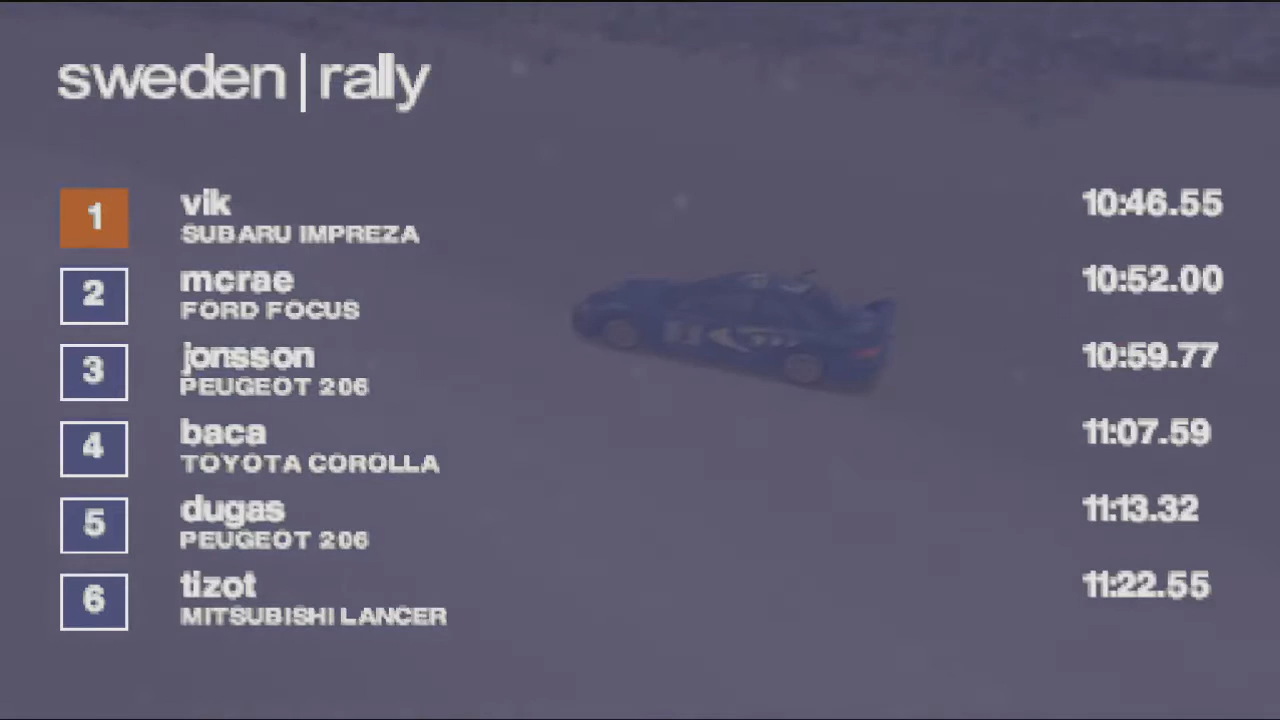 sweden|rally
1 vik 10:46.55
SUBARU IMPREZA
2 mcrae 10:52.00
FORD FOCUS
3 jonsson 10:59.77
PEUGEOT 206
4 baca 11:07.59
TOYOTA COROLLA
5 dugas 11:13.32
PEUGEOT 206
6 tizot 11:22.55
MITSUBISHI LANCER